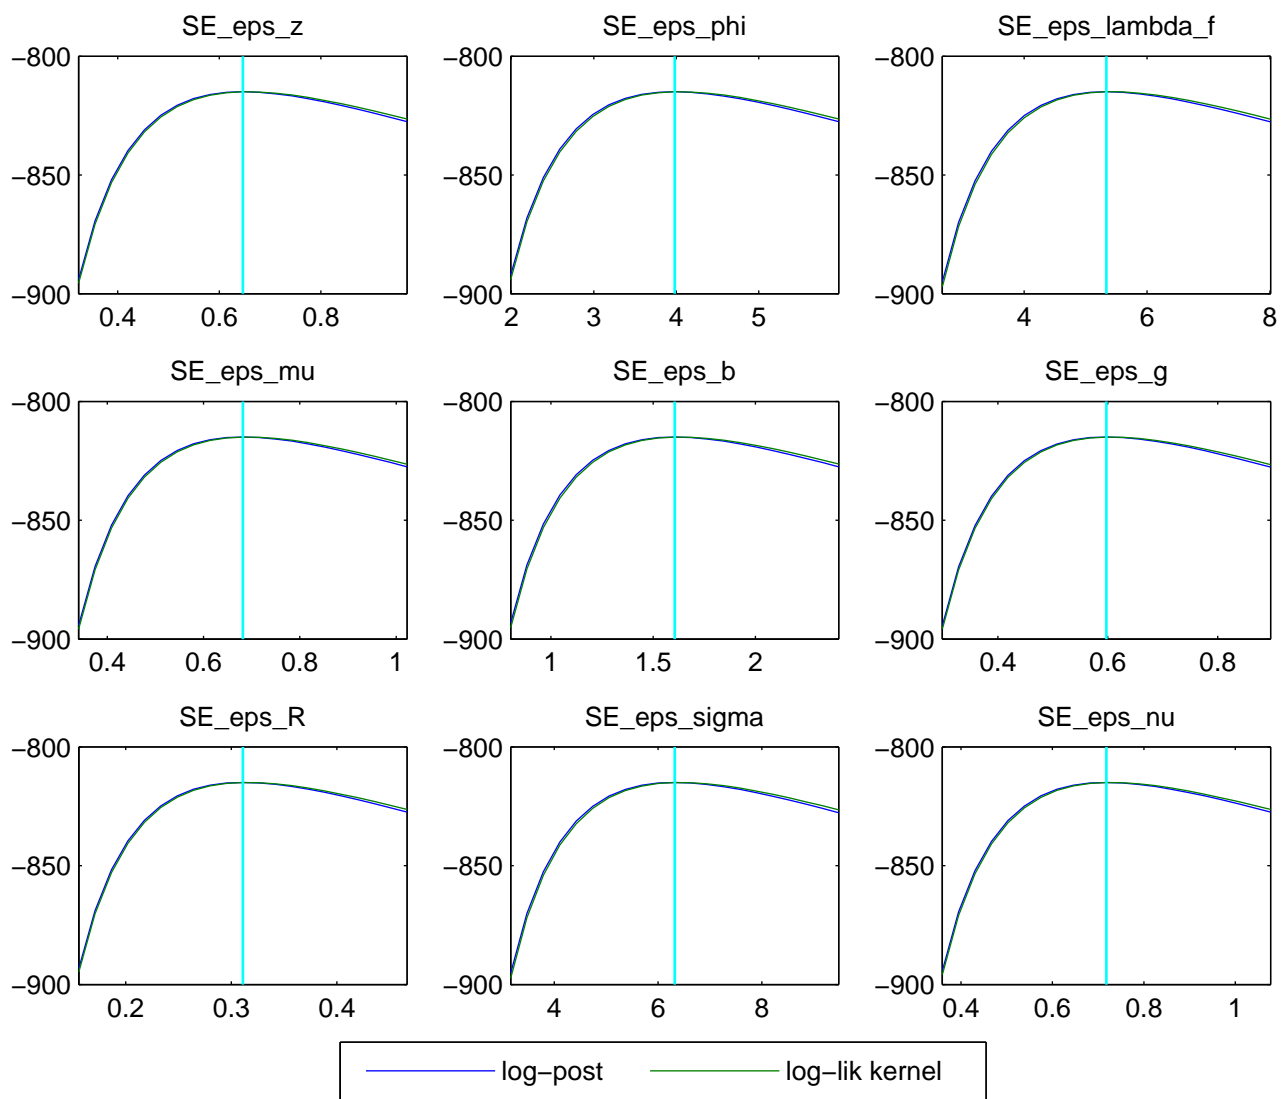 SE_eps_z SE_eps_phi SE_eps_lambda_f
−800 −800 −800
−850 −850 −850
−900 −900 −900
0.4 0.6 0.8 2 3 4 5 4 6 8
SE_eps_mu SE_eps_b SE_eps_g
−800 −800 −800
−850 −850 −850
−900 −900 −900
0.4 0.6 0.8 1 1 1.5 2 0.4 0.6 0.8
SE_eps_R SE_eps_sigma SE_eps_nu
−800 −800 −800
−850 −850 −850
−900 −900 −900
0.2 0.3 0.4 4 6 8 0.4 0.6 0.8 1
log−post log−lik kernel